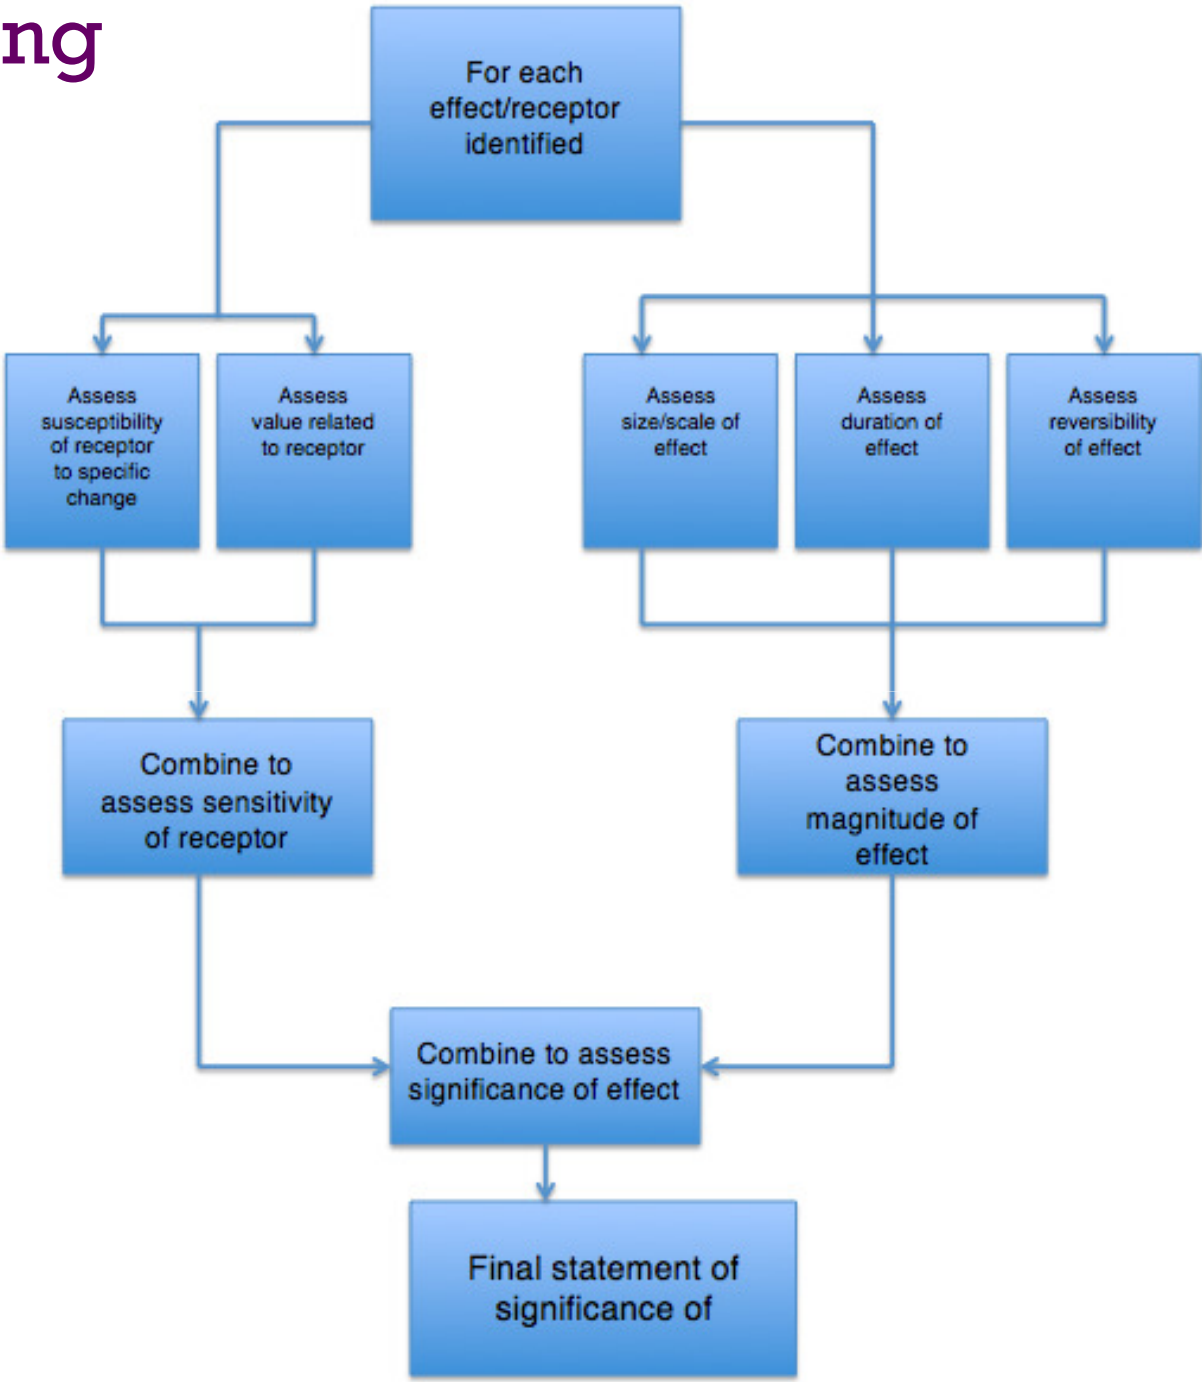 ng
For each
effect/receptor
identified
Assess
susceptibility
of receptor
to specific
change
Assess
value related
to receptor
Assess
size/scale of
effect
Assess
duration of
effect
Assess
reversibility
of effect
Combine to
assess sensitivity
of receptor
Combine to
assess
magnitude of
effect
Combine to assess
significance of effect
Final statement of
significance of